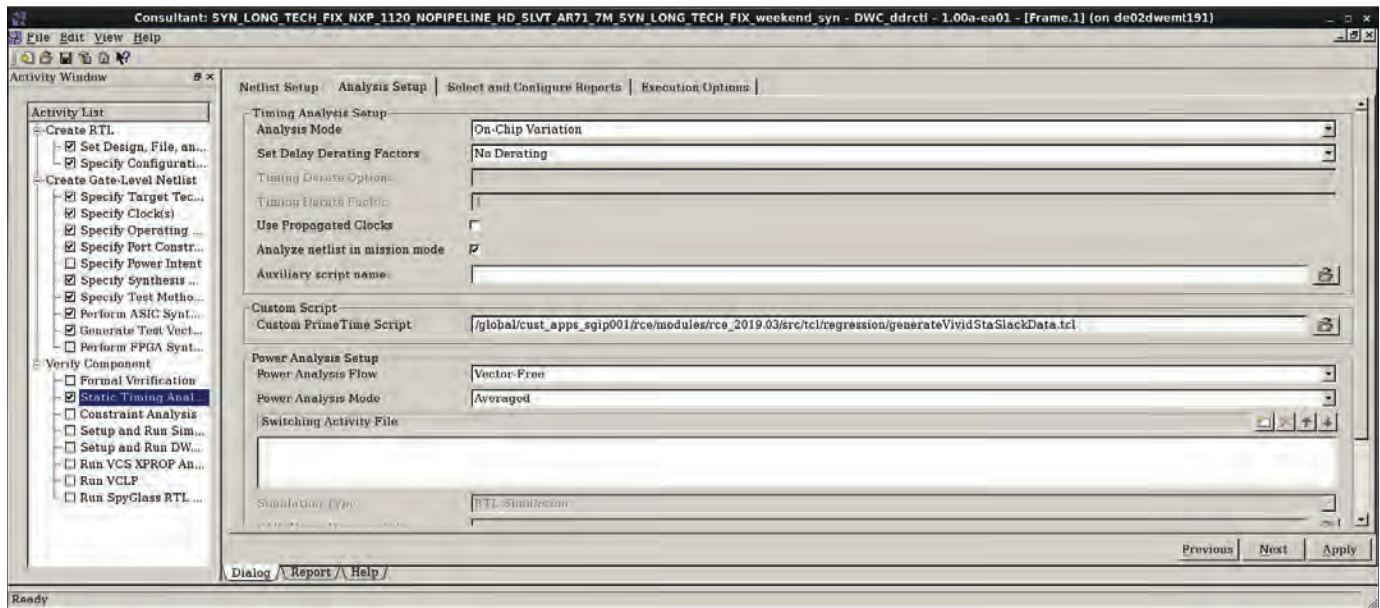 Consultant: SYN_LONG_TECH_FIX_NXP_1120_NOPIPELINE_HD_SLVT_AR71_7M_SYN_LONG_TECH_FIX_weekend_syn - DWC_ddrctl - 1.00a-ea01 - [Frame.1] (on de02dwemt191)
File Edit View Help
Activity Window
Activity List
Create RTL
Set Design, File, an...
Specify Configurati...
Create Gate-Level Netlist
Specify Target Tec...
Specify Clock(s)
Specify Operating ...
Specify Port Constr...
Specify Power Intent
Specify Synthesis ...
Specify Test Metho...
Perform ASIC Synt...
Generate Test Vect...
Perform FPGA Synt...
Verify Component
Formal Verification
Static Timing Anal...
Constraint Analysis
Setup and Run Sim...
Setup and Run DW...
Run VCS XPROP An...
Run VCLP
Run SpyGlass RTL ...
Netlist Setup Analysis Setup Select and Configure Reports Execution Options
Timing Analysis Setup
Analysis Mode On-Chip Variation
Set Delay Derating Factors No Derating
Timing Derate Options
Timing Derate Factor 1
Use Propagated Clocks
Analyze netlist in mission mode
Auxiliary script name:
Custom Script
Custom PrimeTime Script /global/cust_apps_sgip001/rce/modules/rce_2019.03/src/tcl/regression/generateVividStaSlackData.tcl
Power Analysis Setup
Power Analysis Flow Vector-Free
Power Analysis Mode Averaged
Switching Activity File
Simulation Type RTL Simulation
Previous Next Apply
Dialog Report Help
Ready